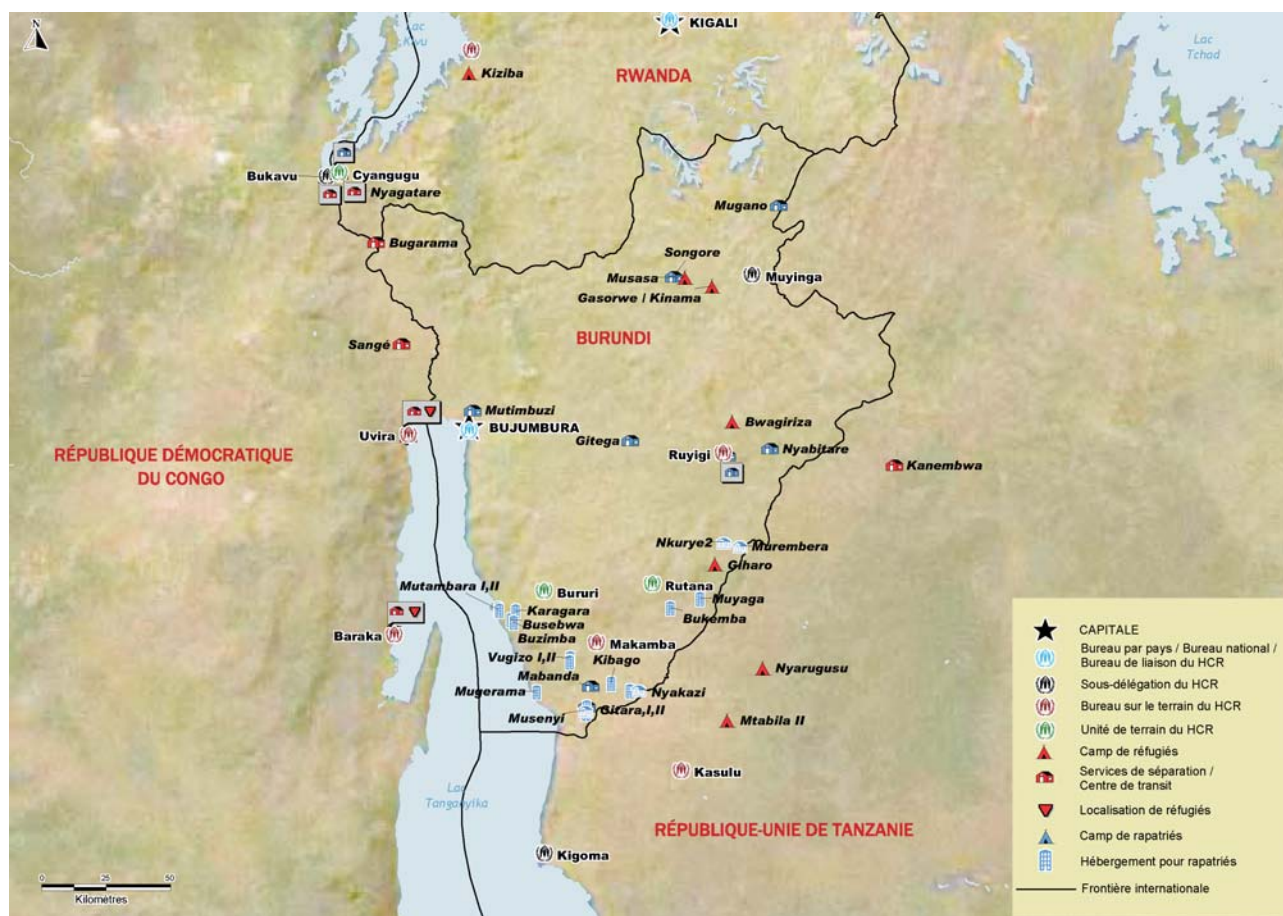 N
Lac
Kivu
KIGALI
Lac
Tchad
Kiziba
RWANDA
Bukavu
Cyangugu
Nyagatare
Mugano
Bugarama
Songore
Musasa
Muyinga
Gasorwe / Kinama
BURUNDI
Sangé
Mutimbuzi
BUJUMBURA
Uvira
Bwagiriza
Gitega
Nyabitare
Ruyigi
Kanembwa
RÉPUBLIQUE DÉMOCRATIQUE
DU CONGO
Nkurye2
Murembera
Giharo
Mutambara I,II
Bururi
Rutana
Muyaga
Karagara
Bukemba
Busebwa
Buzimba
Baraka
Makamba
Vugizo I,II
Kibago
Mabanda
Nyarugusu
Mugerama
Nyakazi
Musenyi
Gitara,I,II
Mtabila II
Kasulu
Lac
Tanganyika
RÉPUBLIQUE-UNIE DE TANZANIE
Kigoma
0 25 50
Kilométres
CAPITALE
Bureau par pays / Bureau national /
Bureau de liaison du HCR
Sous-délégation du HCR
Bureau sur le terrain du HCR
Unité de terrain du HCR
Camp de réfugiés
Services de séparation /
Centre de transit
Localisation de réfugiés
Camp de rapatriés
Hébergement pour rapatriés
Frontière internationale